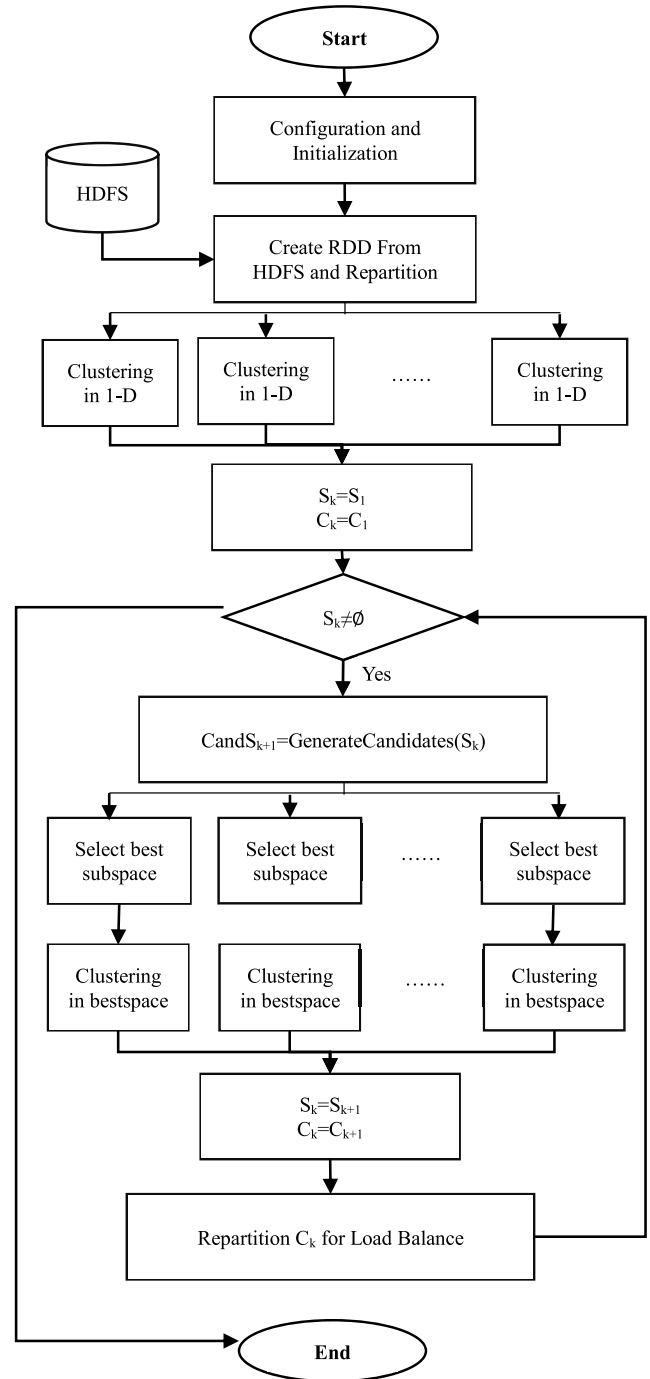 Start
Configuration and
Initialization
HDFS
Create RDD From
HDFS and Repartition
Clustering
in 1-D
Clustering
in 1-D
......
Clustering
in 1-D
Sₖ=S₁
Cₖ=C₁
Sₖ≠∅
Yes
CandSₖ₊₁=GenerateCandidates(Sₖ)
Select best
subspace
Select best
subspace
......
Select best
subspace
Clustering
in bestspace
Clustering
in bestspace
......
Clustering
in bestspace
Sₖ=Sₖ₊₁
Cₖ=Cₖ₊₁
Repartition Cₖ for Load Balance
End